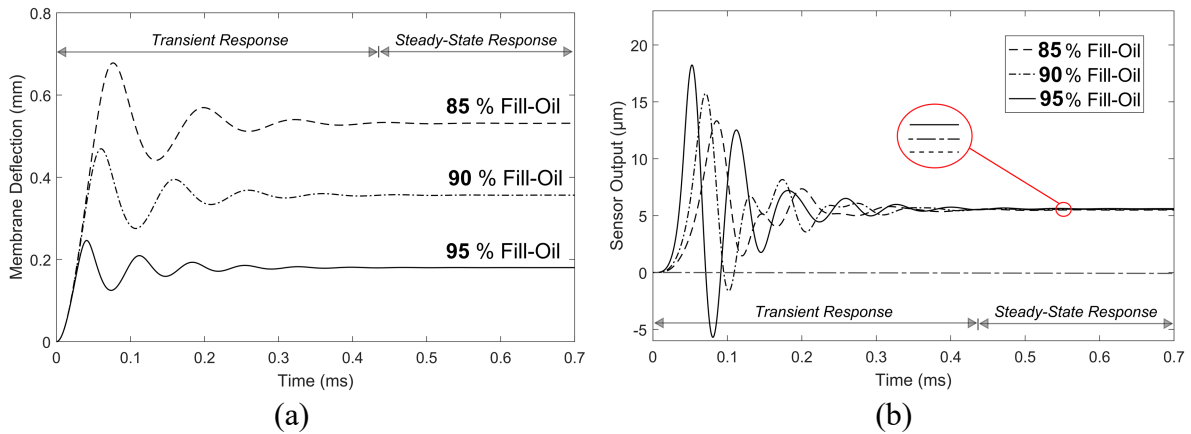 0.8
0.6
0.4
0.2
0
Membrane Deflection (mm)
Transient Response
Steady-State Response
85 % Fill-Oil
90 % Fill-Oil
95 % Fill-Oil
0 0.1 0.2 0.3 0.4 0.5 0.6 0.7
Time (ms)
(a)
20
15
10
5
0
-5
Sensor Output (μm)
85 % Fill-Oil
90 % Fill-Oil
95 % Fill-Oil
Transient Response
Steady-State Response
0 0.1 0.2 0.3 0.4 0.5 0.6 0.7
Time (ms)
(b)